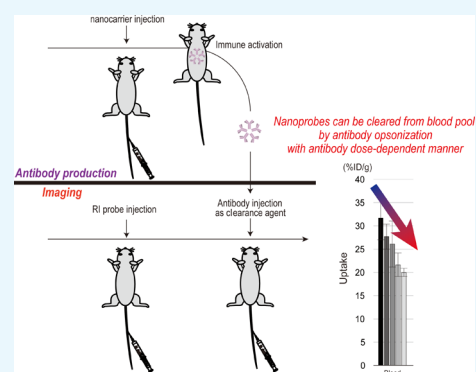 nanocarrier injection
Immune activation
Nanoprobes can be cleared from blood pool
by antibody opsonization
with antibody dose-dependent manner
Antibody production
Imaging
RI probe injection
Antibody injection
as clearance agent
(%ID/g)
40
35
30
25
20
15
10
5
0
Uptake
Blood